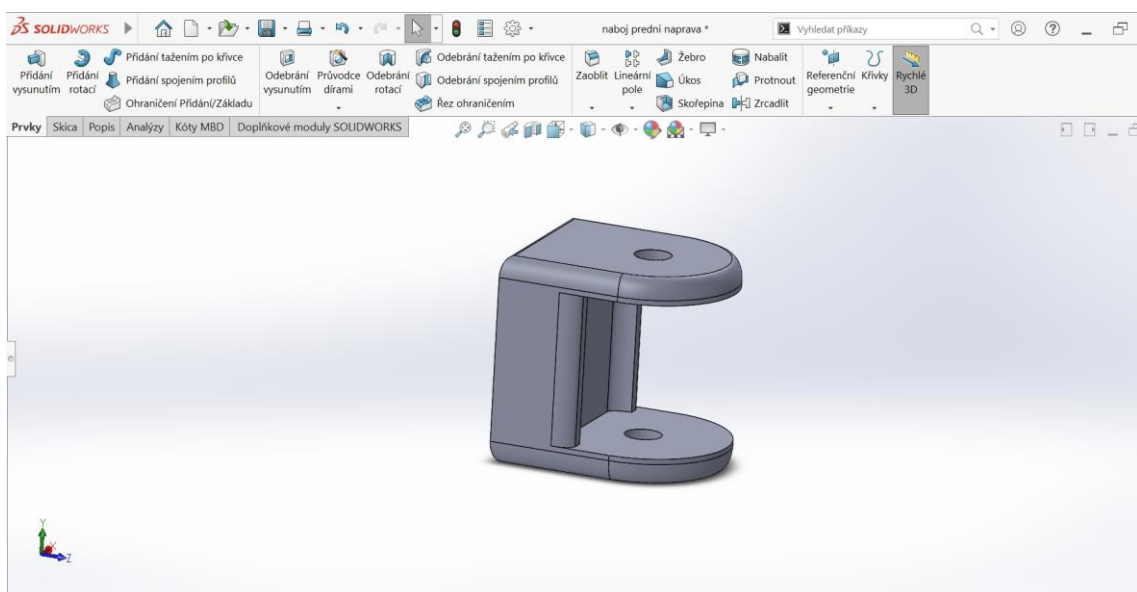 SOLIDWORKS
naboj predni naprava *
Vyhledat příkazy
Přidání vysunutím
Přidání rotací
Přidání tažením po křivce
Přidání spojením profilů
Ohraničení Přidání/Základu
Odebrání vysunutím
Průvodce dírami
Odebrání rotací
Odebrání tažením po křivce
Odebrání spojením profilů
Řez ohraničením
Zaoblit
Lineární pole
Žebro
Úkos
Skořepina
Nabalit
Protnout
Zrcadlit
Referenční geometrie
Křivky
Rychlé 3D
Prvky
Skica
Popis
Analýzy
Kóty MBD
Doplňkové moduly SOLIDWORKS
Y
Z